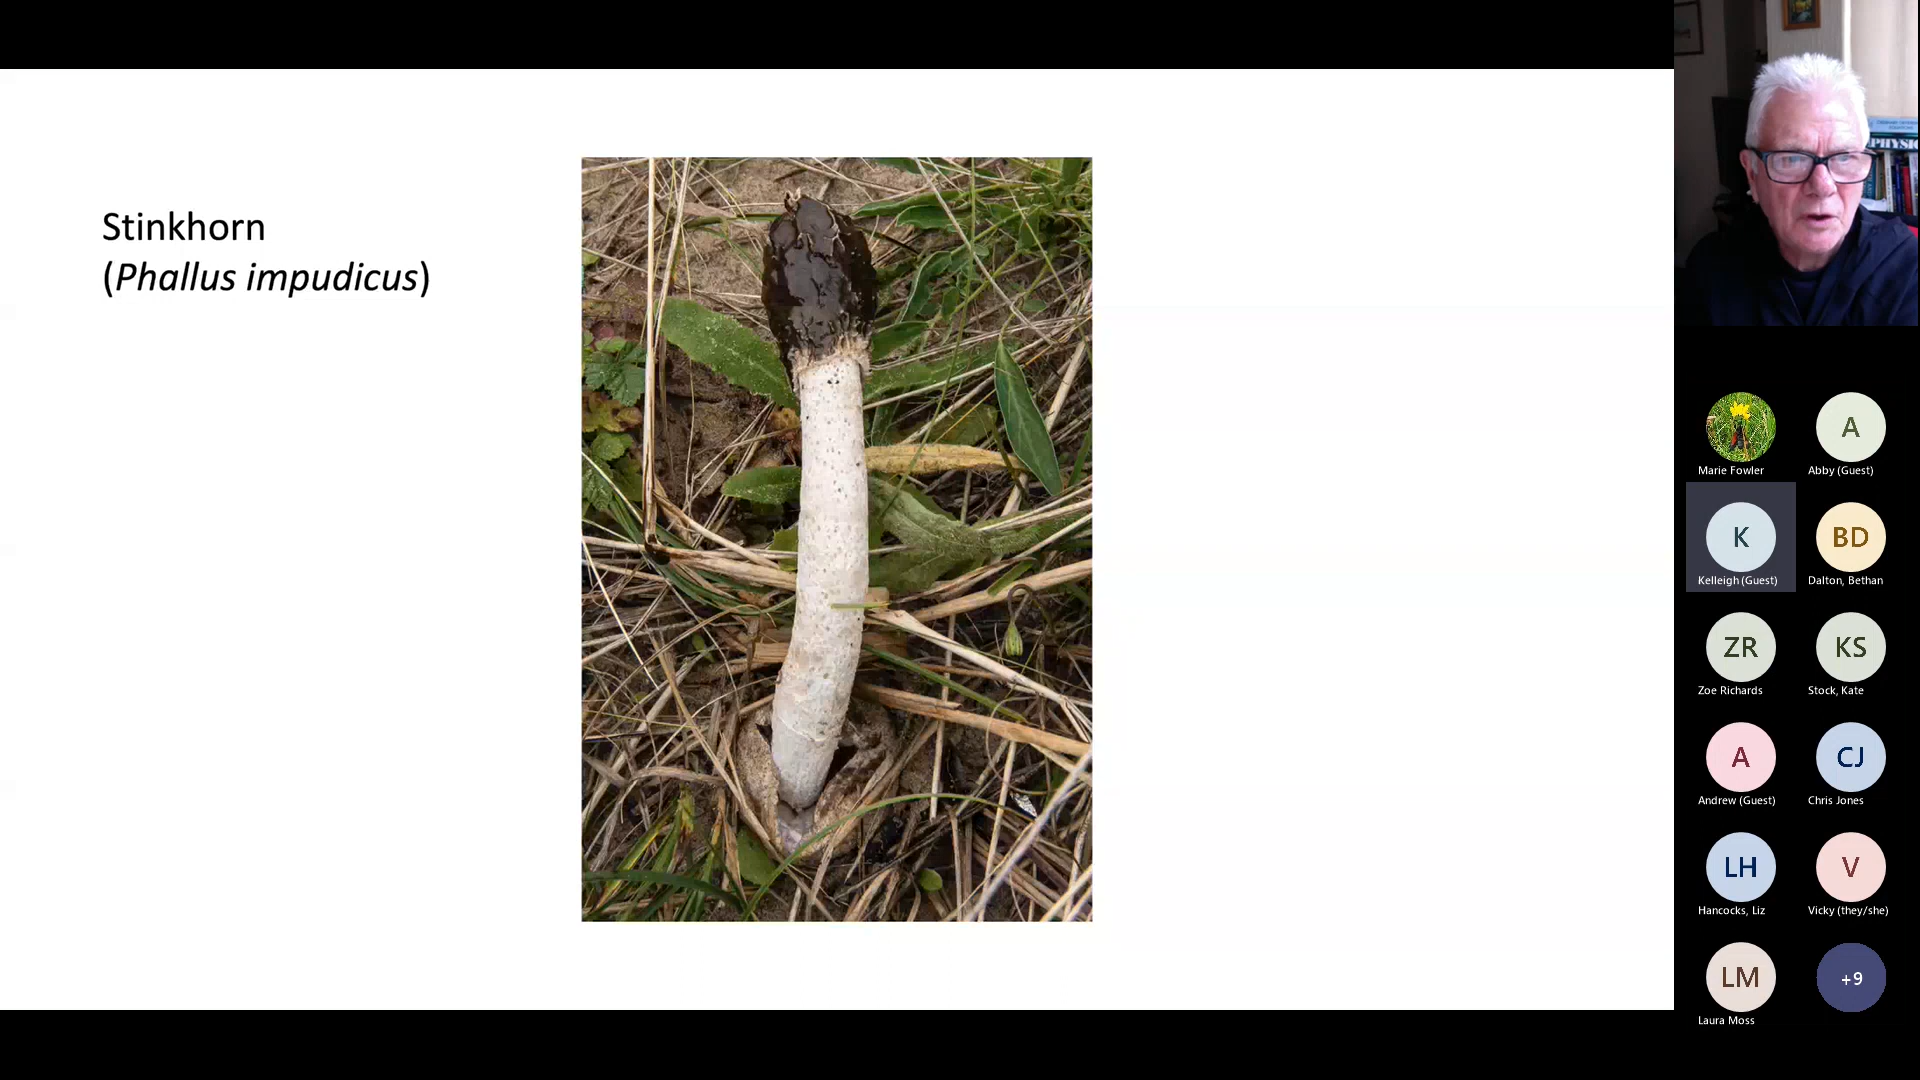 Stinkhorn
(Phallus impudicus)
PHYSIC
Marie Fowler
A
Abby (Guest)
K
Kelleigh (Guest)
BD
Dalton, Bethan
ZR
Zoe Richards
KS
Stock, Kate
A
Andrew (Guest)
CJ
Chris Jones
LH
Hancocks, Liz
V
Vicky (they/she)
LM
Laura Moss
+9